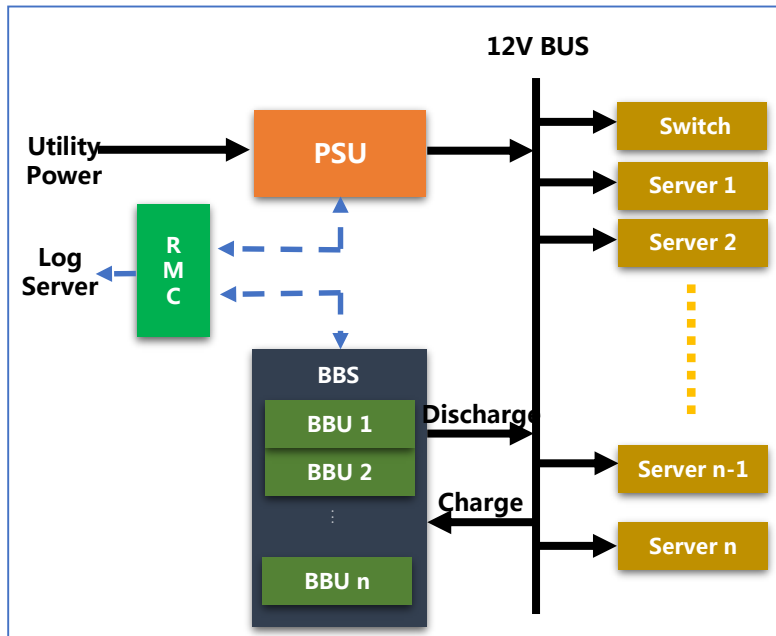 12V BUS
Utility
Power
PSU
Switch
Server 1
Server 2
Log
Server
R
M
C
BBS
BBU 1
BBU 2
⋮
BBU n
Discharge
Charge
Server n-1
Server n